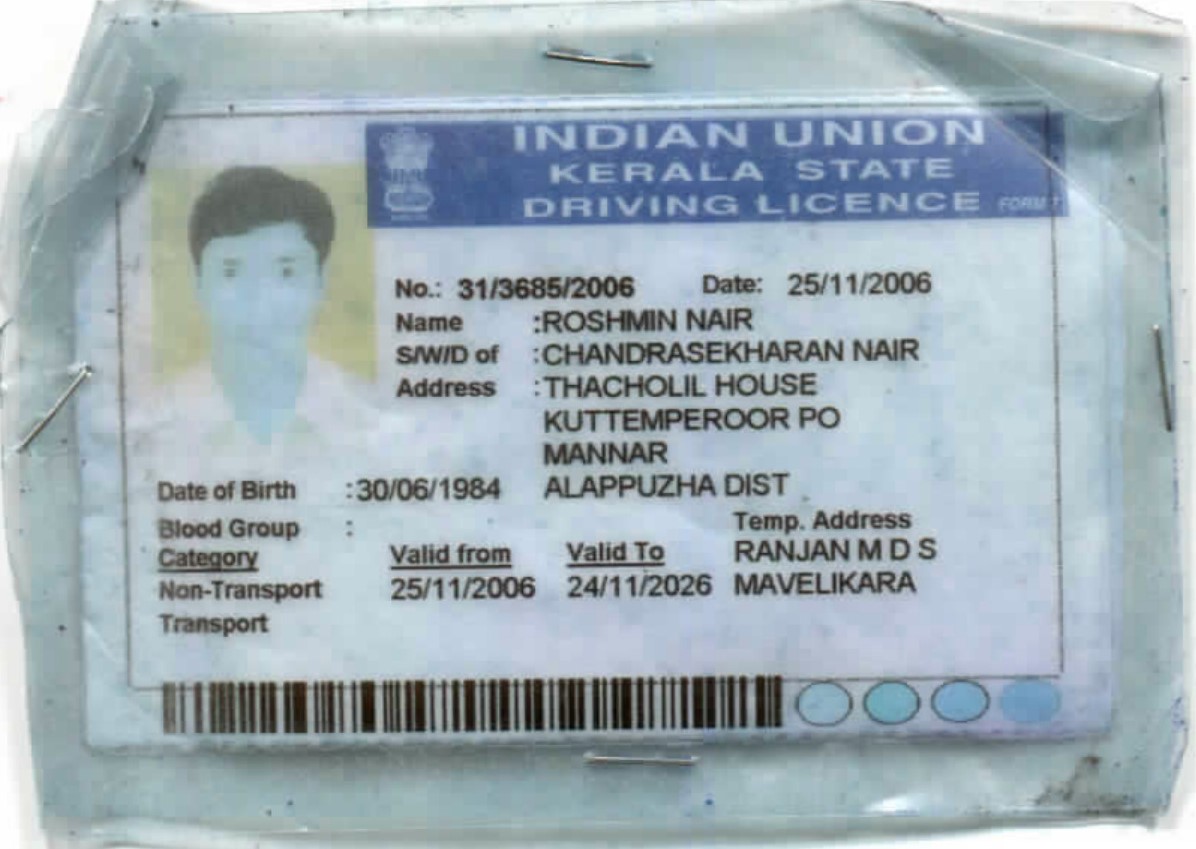 INDIAN UNION
KERALA STATE
DRIVING LICENCE
No.: 31/3685/2006 Date: 25/11/2006
Name :ROSHMIN NAIR
S/W/D of :CHANDRASEKHARAN NAIR
Address :THACHOLIL HOUSE
KUTTEMPEROOR PO
MANNAR
Date of Birth :30/06/1984 ALAPPUZHA DIST
Blood Group : Temp. Address
Category Valid from Valid To RANJAN M D S
Non-Transport 25/11/2006 24/11/2026 MAVELIKARA
Transport